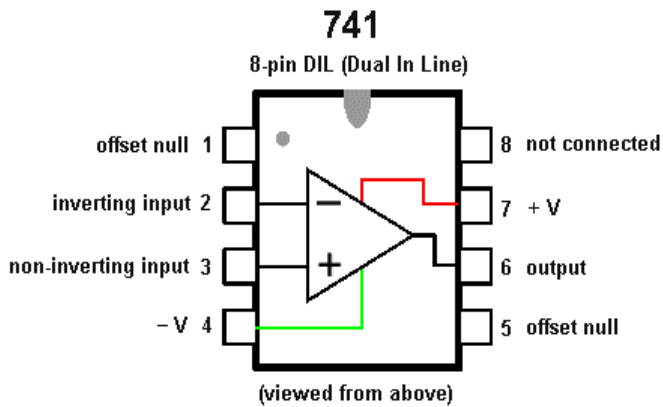 741
8-pin DIL (Dual In Line)
offset null 1
8 not connected
inverting input 2
−
7 + V
non-inverting input 3
+
6 output
− V 4
5 offset null
(viewed from above)